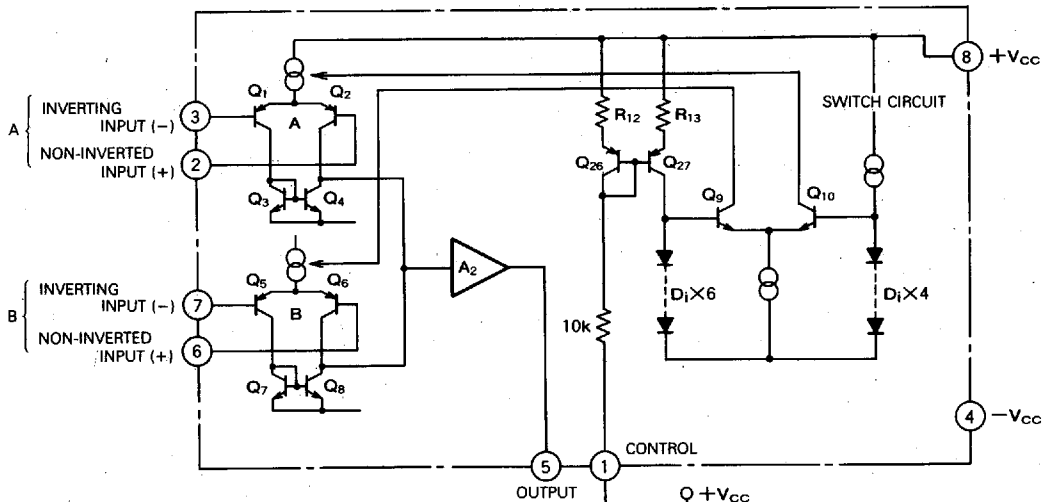 +VCC
8
Q1
Q2
SWITCH CIRCUIT
A
INVERTING
INPUT (−)
3
A
R12
R13
NON-INVERTED
INPUT (+)
2
Q26
Q27
Q3
Q4
Q9
Q10
A2
Q5
Q6
B
INVERTING
INPUT (−)
7
B
Di×6
Di×4
NON-INVERTED
INPUT (+)
6
10k
Q7
Q8
4
−VCC
CONTROL
5
1
OUTPUT
Q +VCC